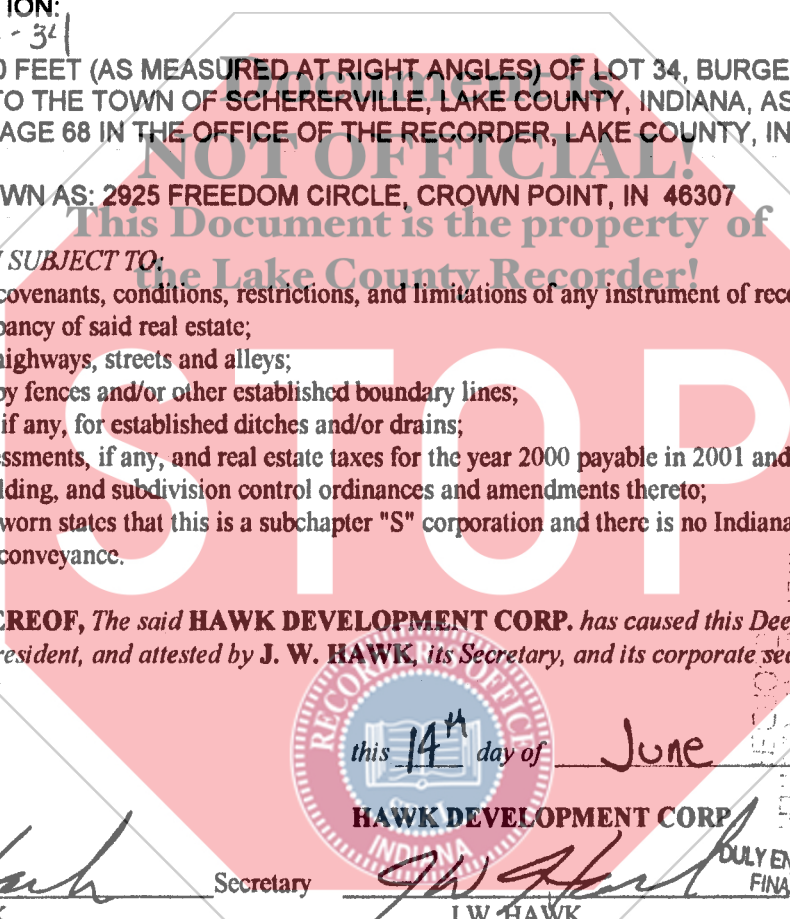 ION:
- 34
0 FEET (AS MEASURED AT RIGHT ANGLES) OF LOT 34, BURGE
Document is
TO THE TOWN OF SCHERERVILLE, LAKE COUNTY, INDIANA, AS
AGE 68 IN THE OFFICE OF THE RECORDER, LAKE COUNTY, IN
NOT OFFICIAL!
WN AS: 2925 FREEDOM CIRCLE, CROWN POINT, IN 46307
This Document is the property of
SUBJECT TO:
the Lake County Recorder!
covenants, conditions, restrictions, and limitations of any instrument of reco
pancy of said real estate;
highways, streets and alleys;
by fences and/or other established boundary lines;
if any, for established ditches and/or drains;
essments, if any, and real estate taxes for the year 2000 payable in 2001 and
lding, and subdivision control ordinances and amendments thereto;
worn states that this is a subchapter "S" corporation and there is no Indiana
conveyance.
STOP
EREOF, The said HAWK DEVELOPMENT CORP. has caused this Dee
resident, and attested by J. W. HAWK, its Secretary, and its corporate sea
RECORDER'S OFFICE
this 14th day of June
SEAL
HAWK DEVELOPMENT CORP
INDIANA
DULY EN
FINA
Secretary
J.W. HAWK